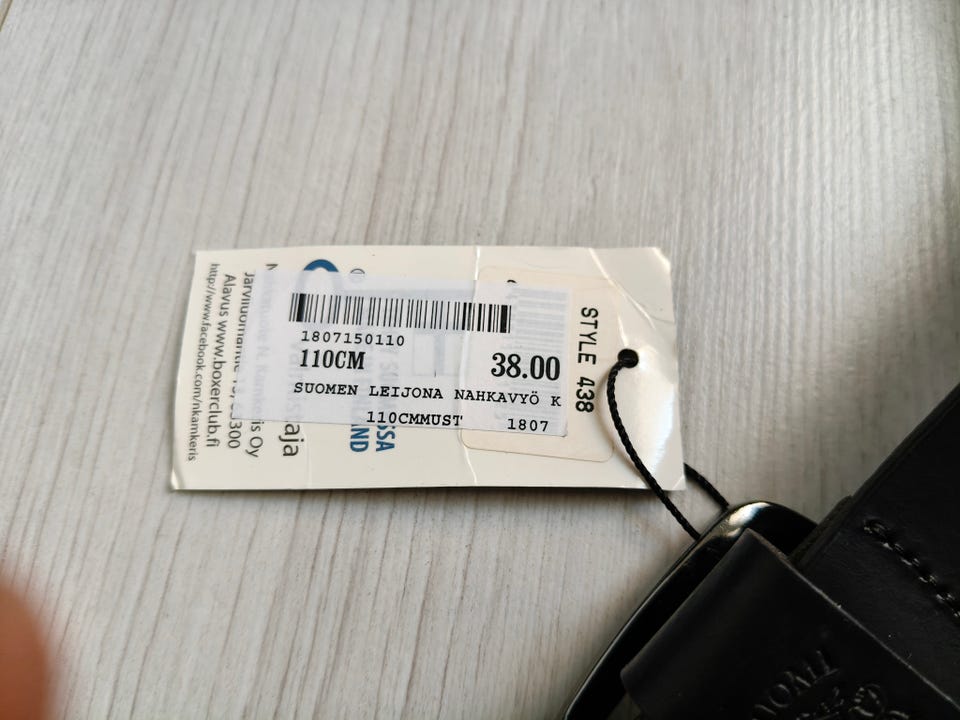 1807150110
110CM 38.00
SUOMEN LEIJONA NAHKAVYÖ K
110CMMUST 1807
STYLE 438
Oy
Alavus www.boxerclub.fi
http://www.facebook.com/nkamkeris